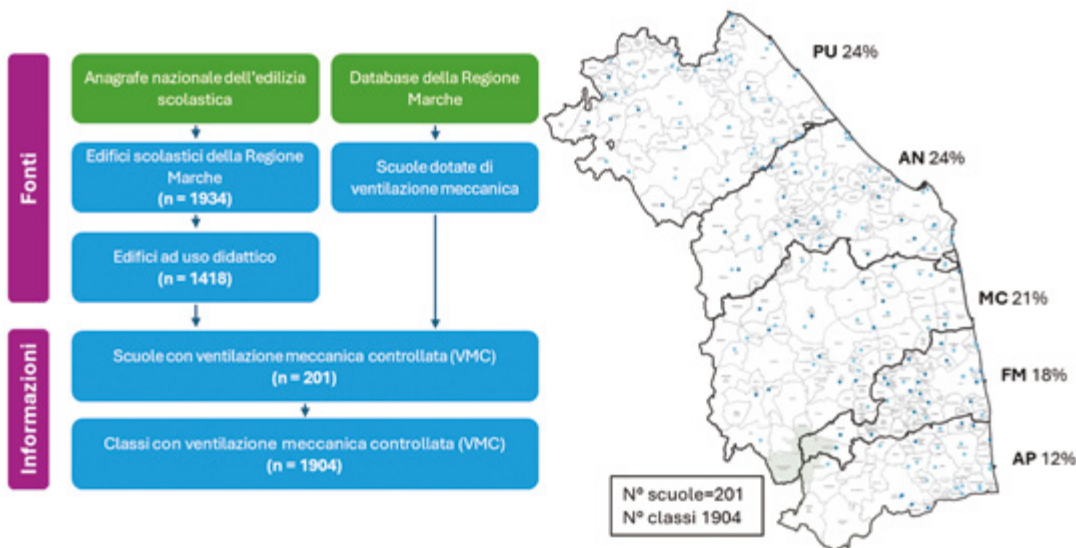 Fonti
Anagrafe nazionale dell'edilizia
scolastica
Database della Regione
Marche
Edifici scolastici della Regione
Marche
(n = 1934)
Scuole dotate di
ventilazione meccanica
Edifici ad uso didattico
(n = 1418)
Informazioni
Scuole con ventilazione meccanica controllata (VMC)
(n = 201)
Classi con ventilazione meccanica controllata (VMC)
(n = 1904)
PU 24%
AN 24%
MC 21%
FM 18%
AP 12%
N° scuole=201
N° classi 1904